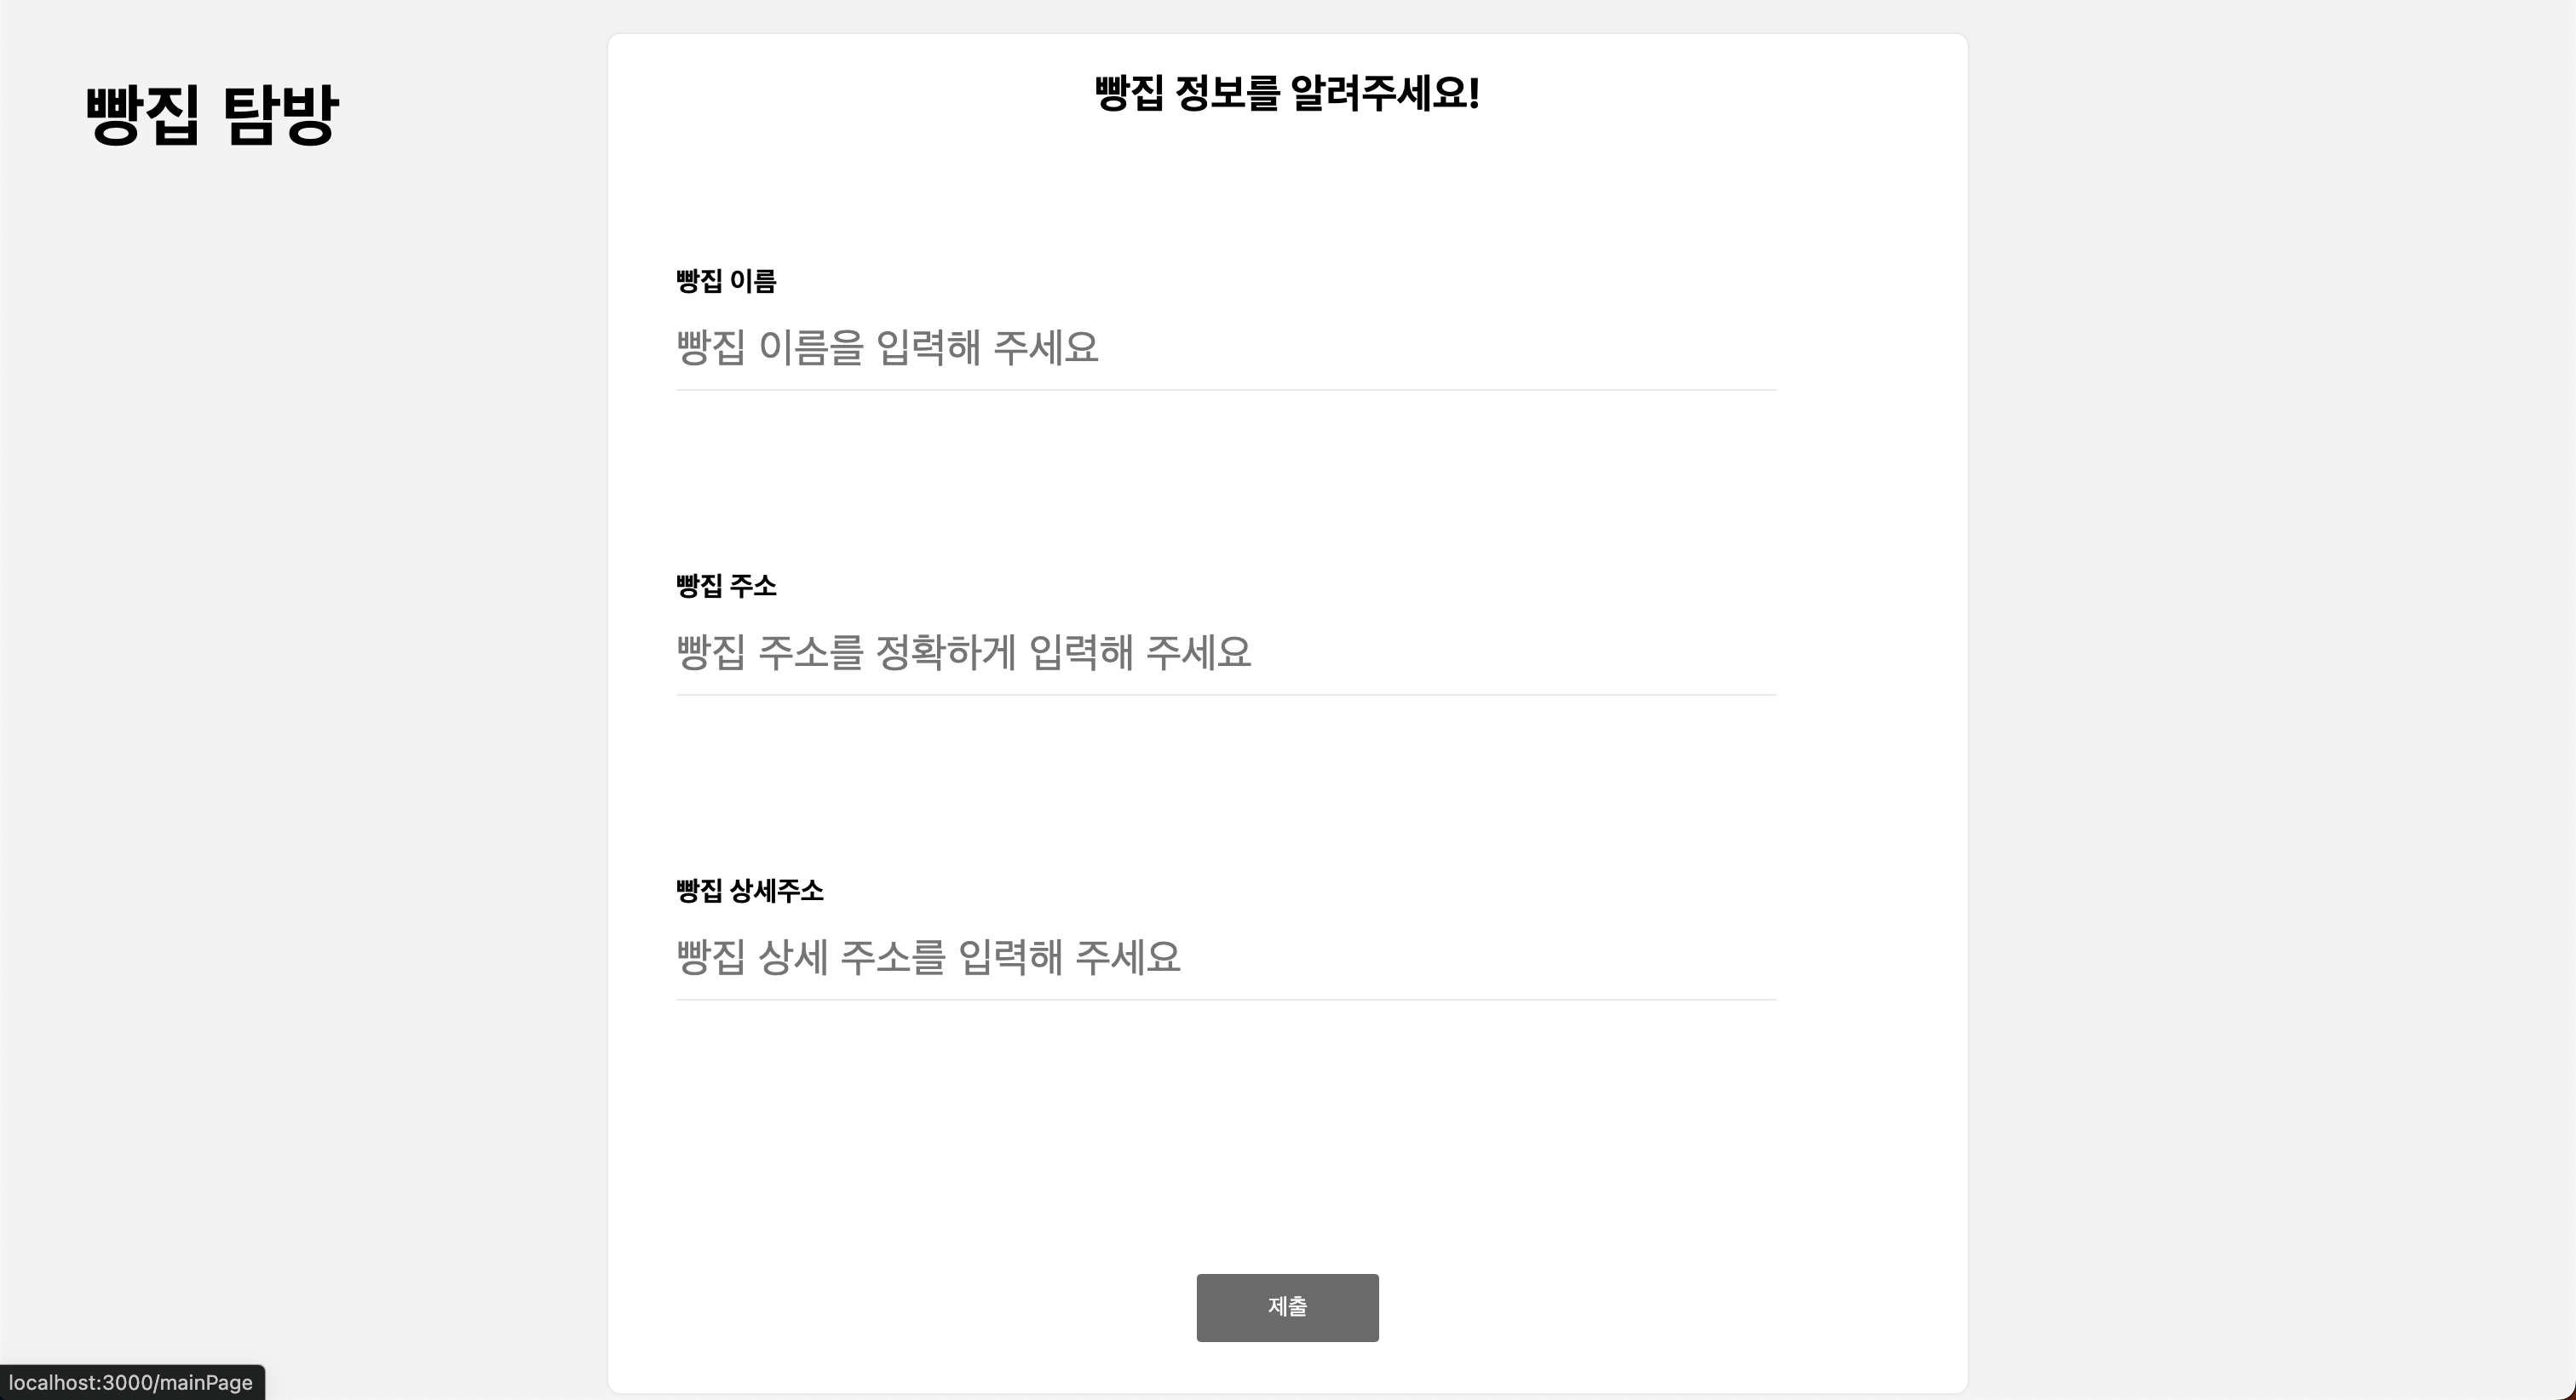 빵집 탐방
빵집 정보를 알려주세요!
빵집 이름
빵집 이름을 입력해 주세요
빵집 주소
빵집 주소를 정확하게 입력해 주세요
빵집 상세주소
빵집 상세 주소를 입력해 주세요
제출
localhost:3000/mainPage